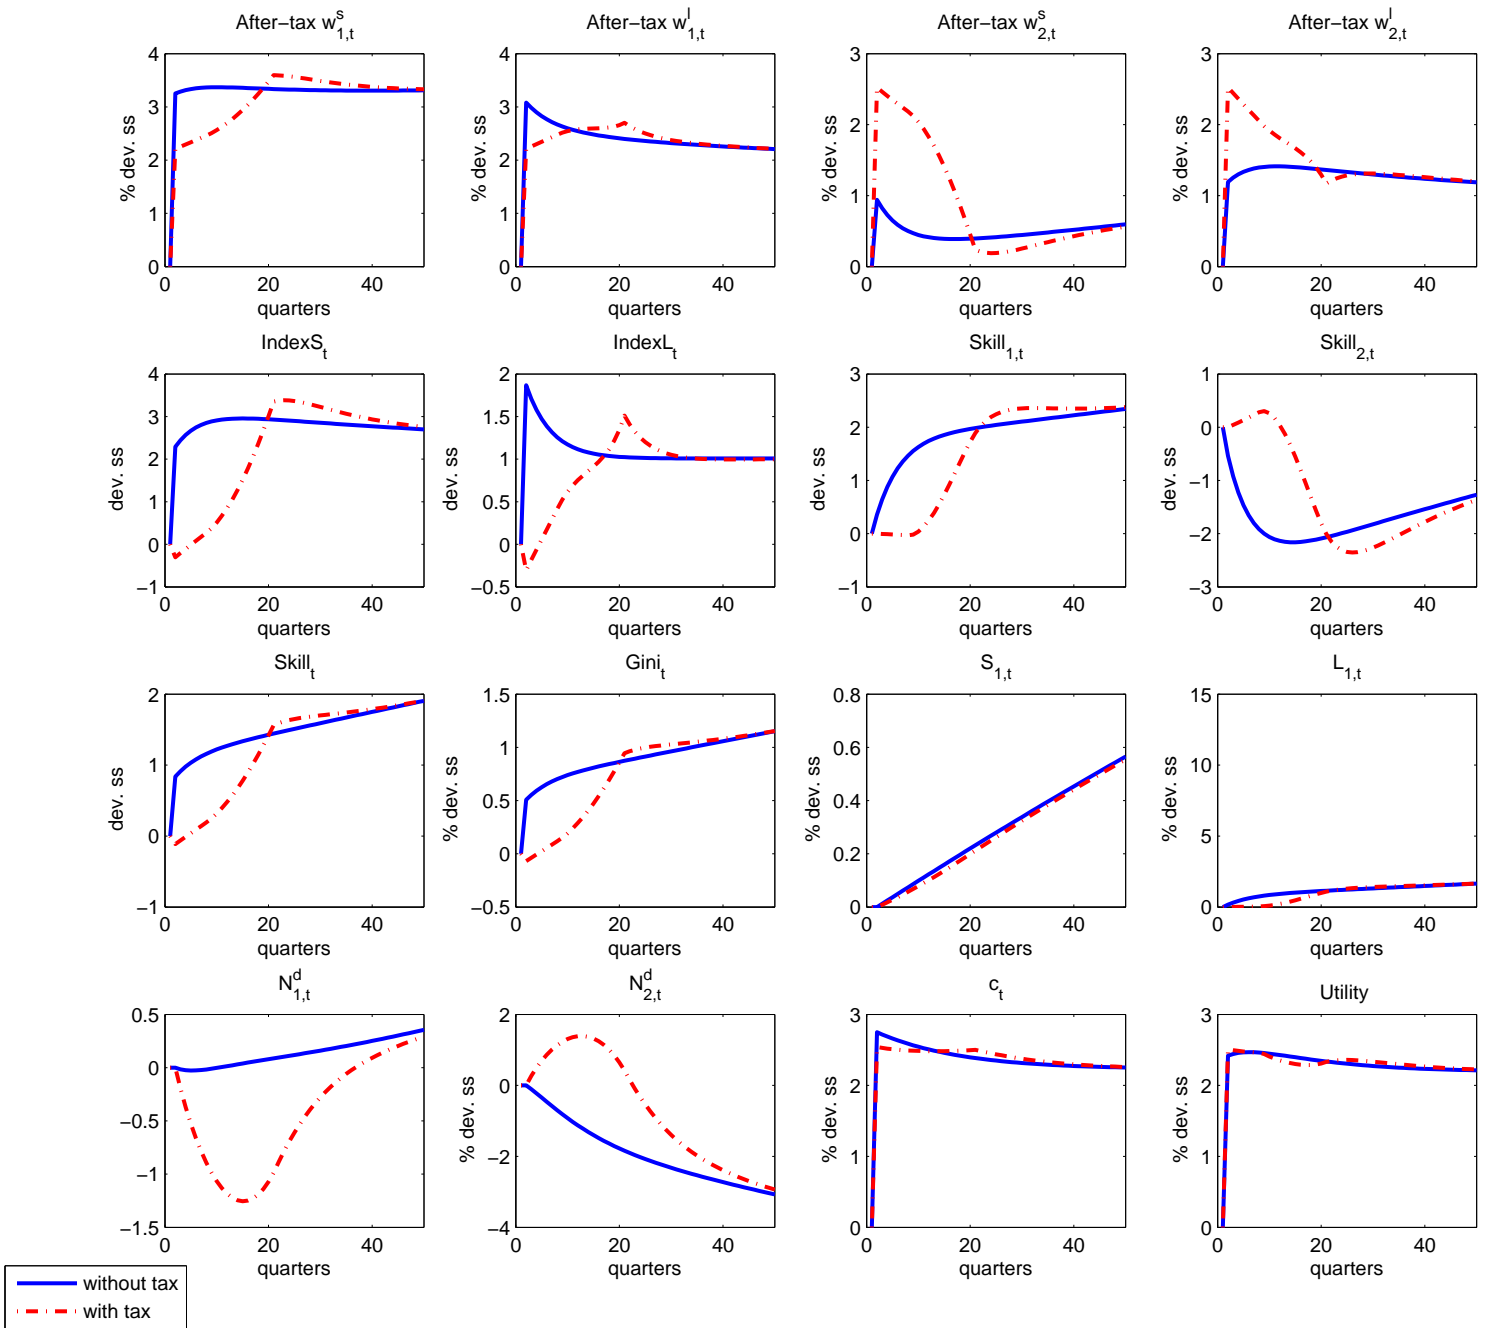 After−tax w^s_{1,t}
After−tax w^l_{1,t}
After−tax w^s_{2,t}
After−tax w^l_{2,t}
% dev. ss
4
3
2
1
0
0 20 40
quarters
% dev. ss
4
3
2
1
0
0 20 40
quarters
% dev. ss
3
2
1
0
0 20 40
quarters
% dev. ss
3
2
1
0
0 20 40
quarters
IndexS_t
IndexL_t
Skill_{1,t}
Skill_{2,t}
dev. ss
4
3
2
1
0
−1
0 20 40
quarters
dev. ss
2
1.5
1
0.5
0
−0.5
0 20 40
quarters
dev. ss
3
2
1
0
−1
0 20 40
quarters
dev. ss
1
0
−1
−2
−3
0 20 40
quarters
Skill_t
Gini_t
S_{1,t}
L_{1,t}
dev. ss
2
1
0
−1
0 20 40
quarters
% dev. ss
1.5
1
0.5
0
−0.5
0 20 40
quarters
% dev. ss
0.8
0.6
0.4
0.2
0
0 20 40
quarters
% dev. ss
15
10
5
0
0 20 40
quarters
N^d_{1,t}
N^d_{2,t}
c_t
Utility
% dev. ss
0.5
0
−0.5
−1
−1.5
0 20 40
quarters
% dev. ss
2
0
−2
−4
0 20 40
quarters
% dev. ss
3
2
1
0
0 20 40
quarters
% dev. ss
3
2
1
0
0 20 40
quarters
without tax
with tax